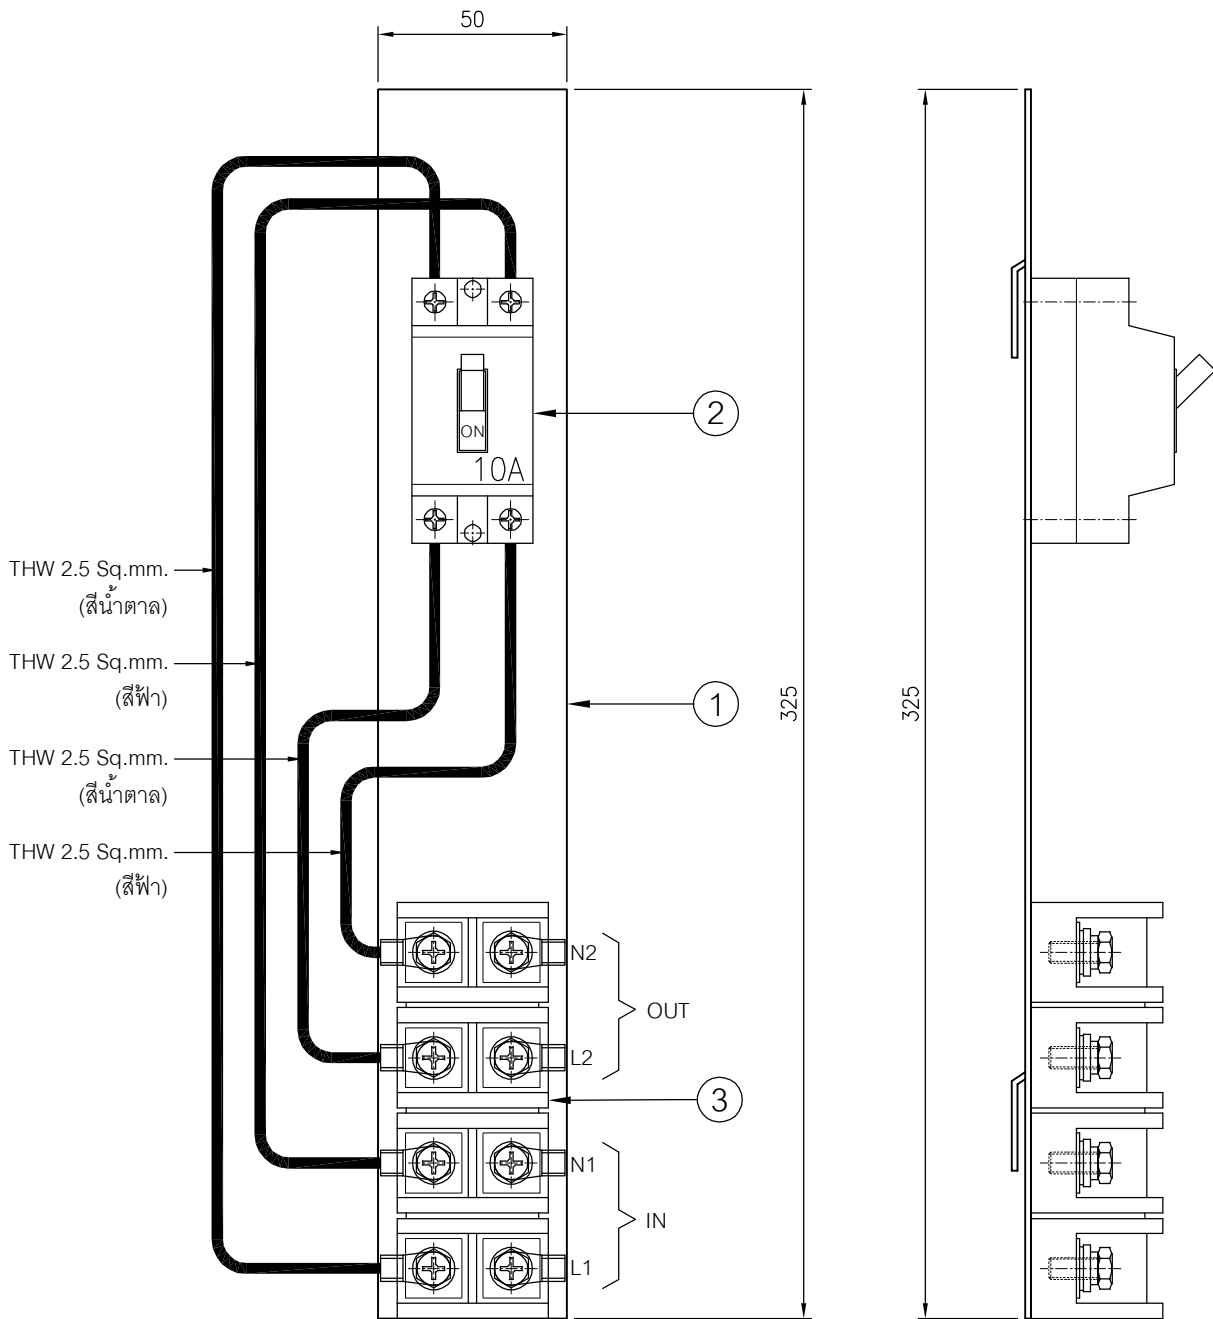 50
ON
10A
2
THW 2.5 Sq.mm.
(สีน้ำตาล)
THW 2.5 Sq.mm.
(สีฟ้า)
1
325
325
THW 2.5 Sq.mm.
(สีน้ำตาล)
THW 2.5 Sq.mm.
(สีฟ้า)
N2
OUT
L2
3
N1
IN
L1